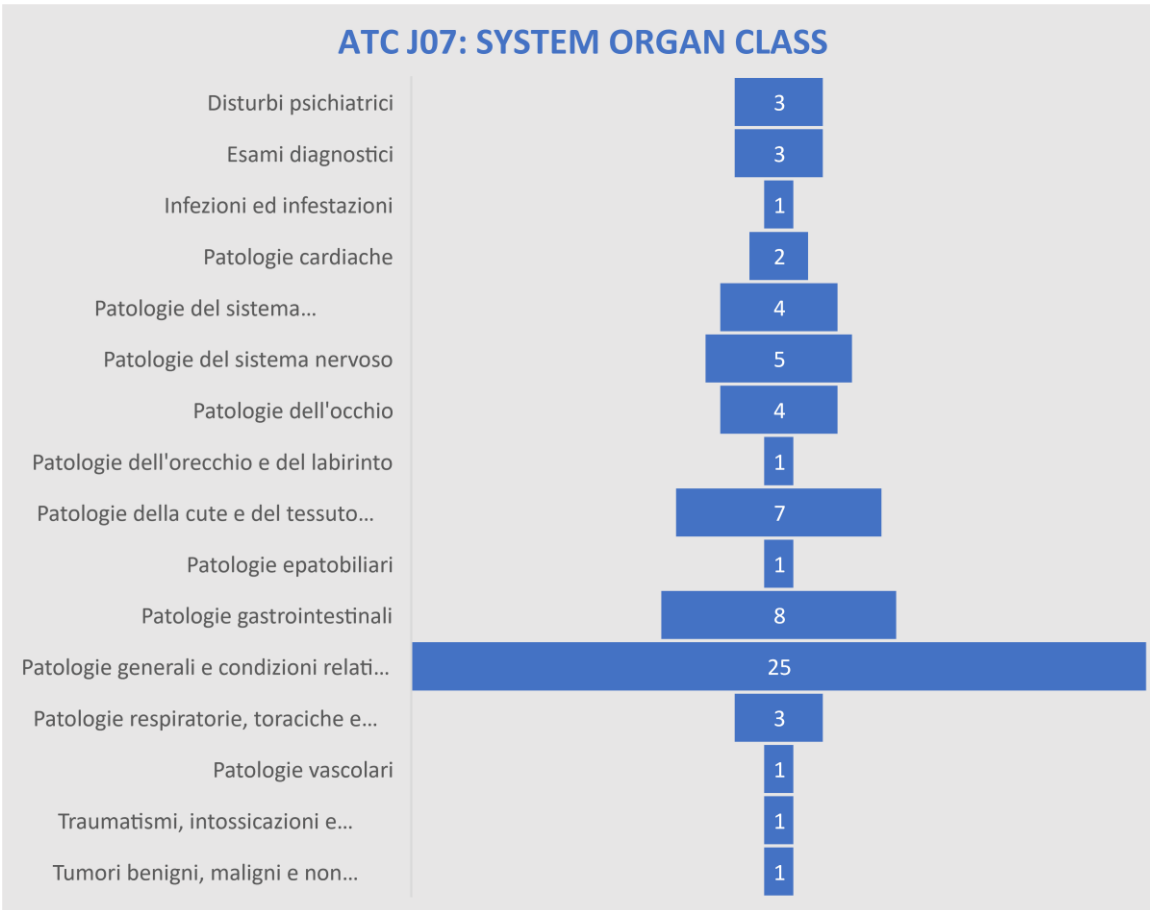 ATC J07: SYSTEM ORGAN CLASS
Disturbi psichiatrici 3
Esami diagnostici 3
Infezioni ed infestazioni 1
Patologie cardiache 2
Patologie del sistema... 4
Patologie del sistema nervoso 5
Patologie dell'occhio 4
Patologie dell'orecchio e del labirinto 1
Patologie della cute e del tessuto... 7
Patologie epatobiliari 1
Patologie gastrointestinali 8
Patologie generali e condizioni relati... 25
Patologie respiratorie, toraciche e... 3
Patologie vascolari 1
Traumatismi, intossicazioni e... 1
Tumori benigni, maligni e non... 1